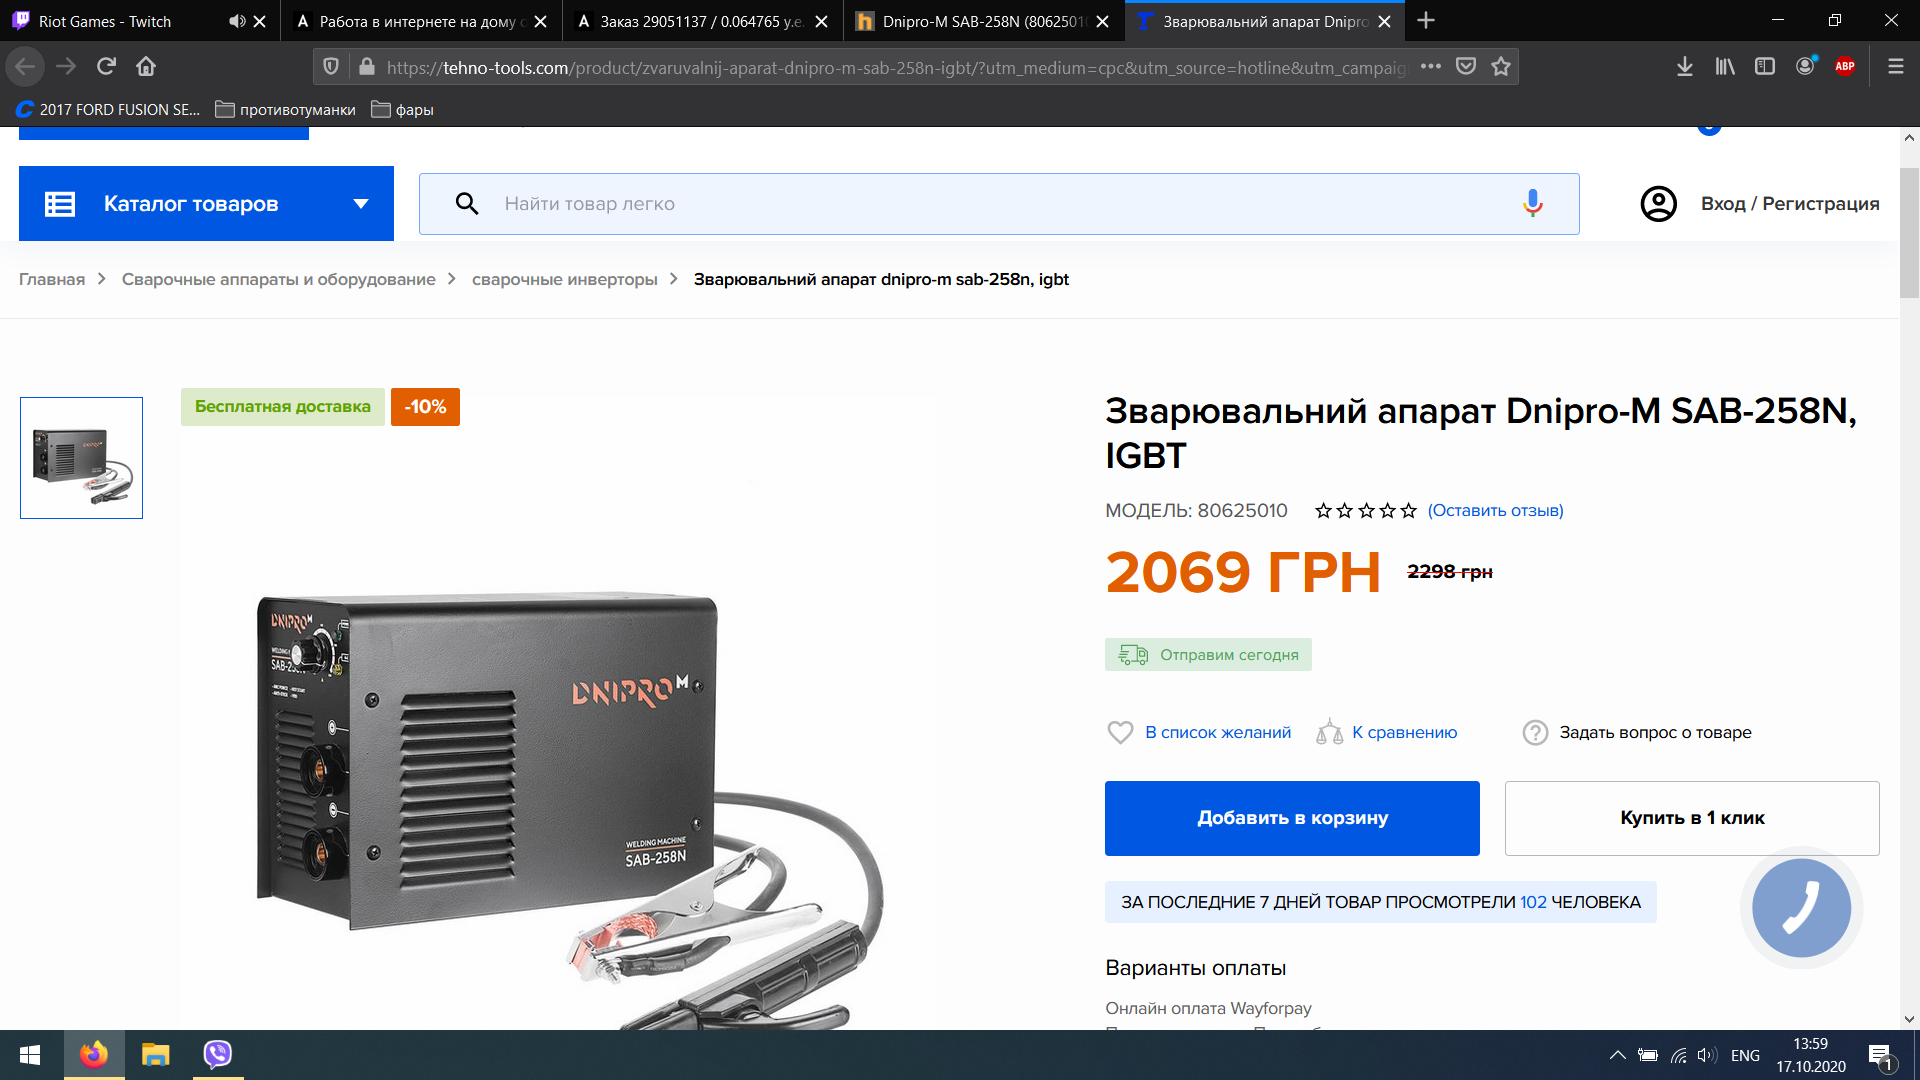 Riot Games - Twitch
Работа в интернете на дому
Заказ 29051137 / 0.064765 у.е.
Dnipro-M SAB-258N (80625010
Зварювальний апарат Dnipro
https://tehno-tools.com/product/zvaruvalnij-aparat-dnipro-m-sab-258n-igbt/?utm_medium=cpc&utm_source=hotline&utm_campaig
ABP
2017 FORD FUSION SE...
противотуманки
фары
Каталог товаров
Найти товар легко
Вход / Регистрация
Главная
Сварочные аппараты и оборудование
сварочные инверторы
Зварювальний апарат dnipro-m sab-258n, igbt
Бесплатная доставка
-10%
Зварювальний апарат Dnipro-M SAB-258N,
IGBT
МОДЕЛЬ: 80625010
(Оставить отзыв)
2069 ГРН
2298 грн
Отправим сегодня
В список желаний
К сравнению
Задать вопрос о товаре
Добавить в корзину
Купить в 1 клик
ЗА ПОСЛЕДНИЕ 7 ДНЕЙ ТОВАР ПРОСМОТРЕЛИ 102 ЧЕЛОВЕКА
Варианты оплаты
Онлайн оплата Wayforpay
DNIPRO M
DNIPRO M
WELDING MACHINE
SAB-258N
ENG
13:59
17.10.2020
1